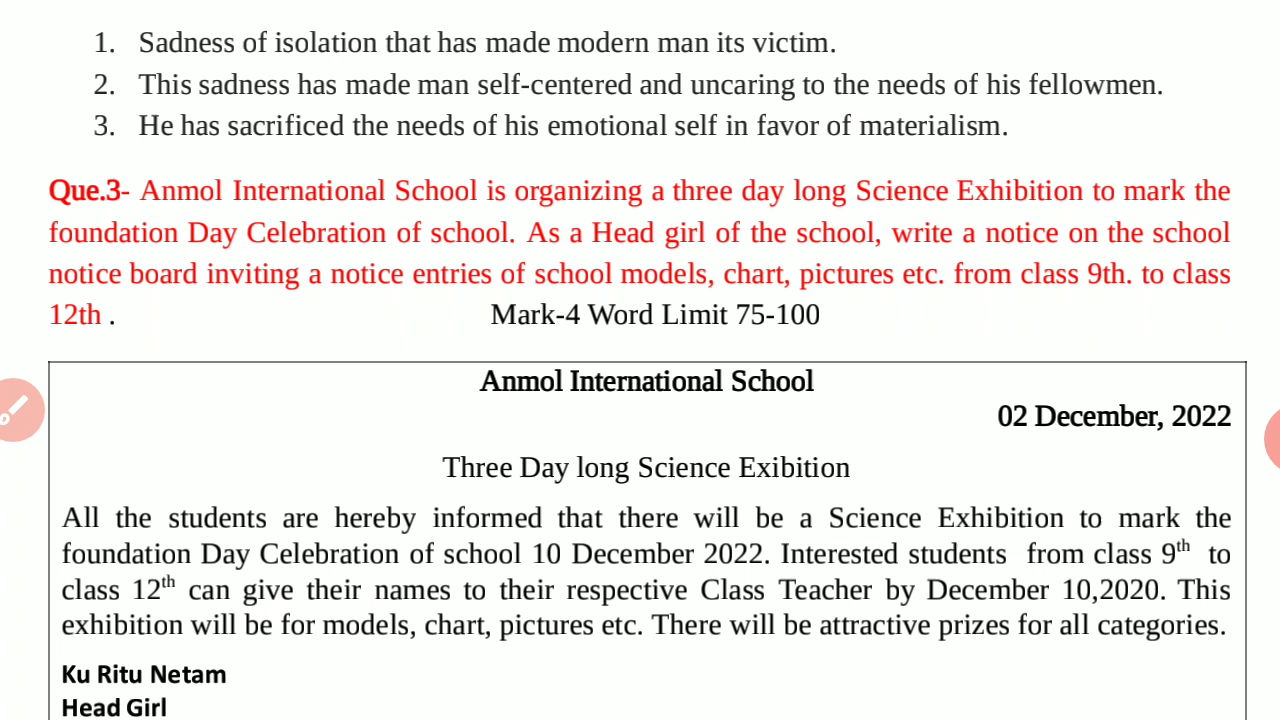 1. Sadness of isolation that has made modern man its victim.
2. This sadness has made man self-centered and uncaring to the needs of his fellowmen.
3. He has sacrificed the needs of his emotional self in favor of materialism.
Que.3- Anmol International School is organizing a three day long Science Exhibition to mark the
foundation Day Celebration of school. As a Head girl of the school, write a notice on the school
notice board inviting a notice entries of school models, chart, pictures etc. from class 9th. to class
12th . Mark-4 Word Limit 75-100
Anmol International School
02 December, 2022
Three Day long Science Exibition
All the students are hereby informed that there will be a Science Exhibition to mark the
foundation Day Celebration of school 10 December 2022. Interested students from class 9th to
class 12th can give their names to their respective Class Teacher by December 10,2020. This
exhibition will be for models, chart, pictures etc. There will be attractive prizes for all categories.
Ku Ritu Netam
Head Girl